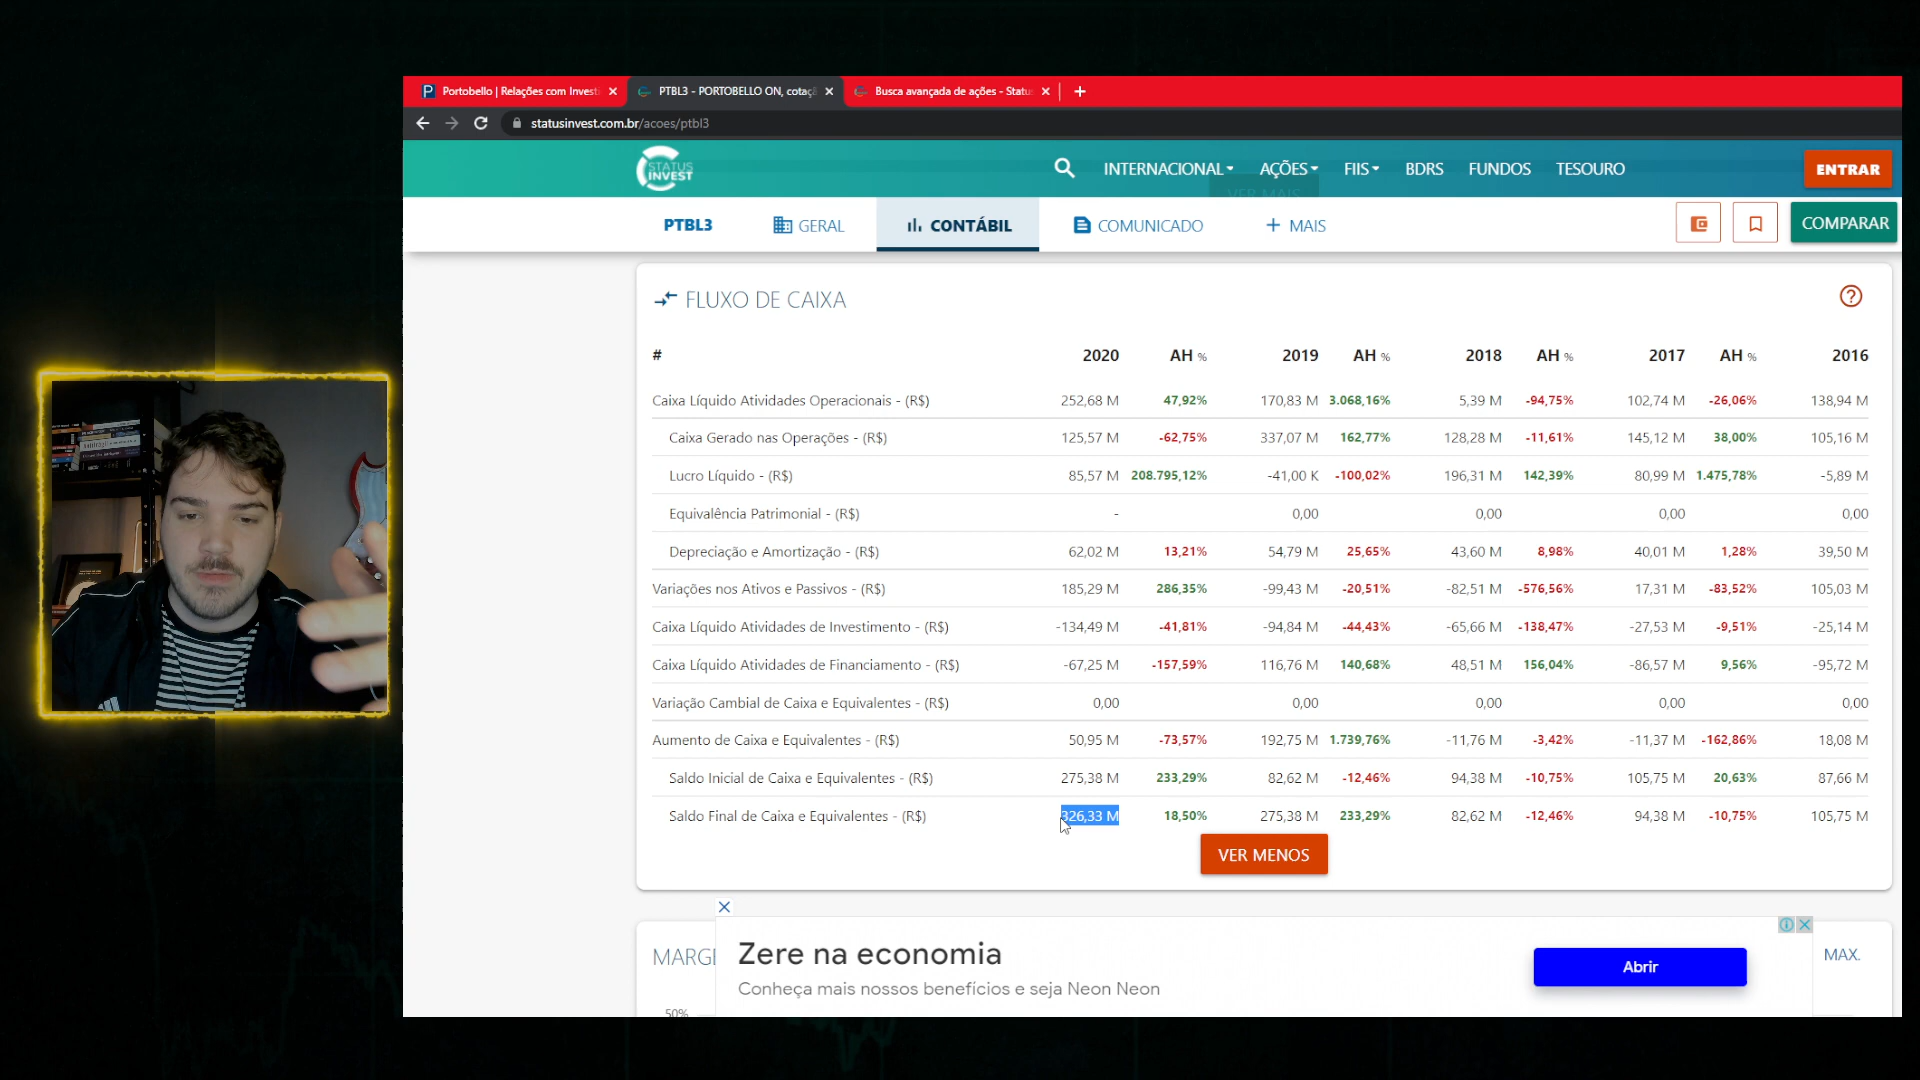 Portobello | Relações com Investi
PTBL3 - PORTOBELLO ON, cotaçã
Busca avançada de ações - Status
statusinvest.com.br/acoes/ptbl3
STATUS
INVEST
INTERNACIONAL
AÇÕES
FIIS
BDRS
FUNDOS
TESOURO
ENTRAR
VER MAIS
PTBL3
GERAL
CONTÁBIL
COMUNICADO
+ MAIS
COMPARAR
FLUXO DE CAIXA
# 2020 AH % 2019 AH % 2018 AH % 2017 AH % 2016
Caixa Líquido Atividades Operacionais - (R$) 252,68 M 47,92% 170,83 M 3.068,16% 5,39 M -94,75% 102,74 M -26,06% 138,94 M
Caixa Gerado nas Operações - (R$) 125,57 M -62,75% 337,07 M 162,77% 128,28 M -11,61% 145,12 M 38,00% 105,16 M
Lucro Líquido - (R$) 85,57 M 208.795,12% -41,00 K -100,02% 196,31 M 142,39% 80,99 M 1.475,78% -5,89 M
Equivalência Patrimonial - (R$) - 0,00 0,00 0,00 0,00
Depreciação e Amortização - (R$) 62,02 M 13,21% 54,79 M 25,65% 43,60 M 8,98% 40,01 M 1,28% 39,50 M
Variações nos Ativos e Passivos - (R$) 185,29 M 286,35% -99,43 M -20,51% -82,51 M -576,56% 17,31 M -83,52% 105,03 M
Caixa Líquido Atividades de Investimento - (R$) -134,49 M -41,81% -94,84 M -44,43% -65,66 M -138,47% -27,53 M -9,51% -25,14 M
Caixa Líquido Atividades de Financiamento - (R$) -67,25 M -157,59% 116,76 M 140,68% 48,51 M 156,04% -86,57 M 9,56% -95,72 M
Variação Cambial de Caixa e Equivalentes - (R$) 0,00 0,00 0,00 0,00 0,00
Aumento de Caixa e Equivalentes - (R$) 50,95 M -73,57% 192,75 M 1.739,76% -11,76 M -3,42% -11,37 M -162,86% 18,08 M
Saldo Inicial de Caixa e Equivalentes - (R$) 275,38 M 233,29% 82,62 M -12,46% 94,38 M -10,75% 105,75 M 20,63% 87,66 M
Saldo Final de Caixa e Equivalentes - (R$) 326,33 M 18,50% 275,38 M 233,29% 82,62 M -12,46% 94,38 M -10,75% 105,75 M
VER MENOS
MARGE
Zere na economia
Conheça mais nossos benefícios e seja Neon Neon
Abrir
MAX.
50%